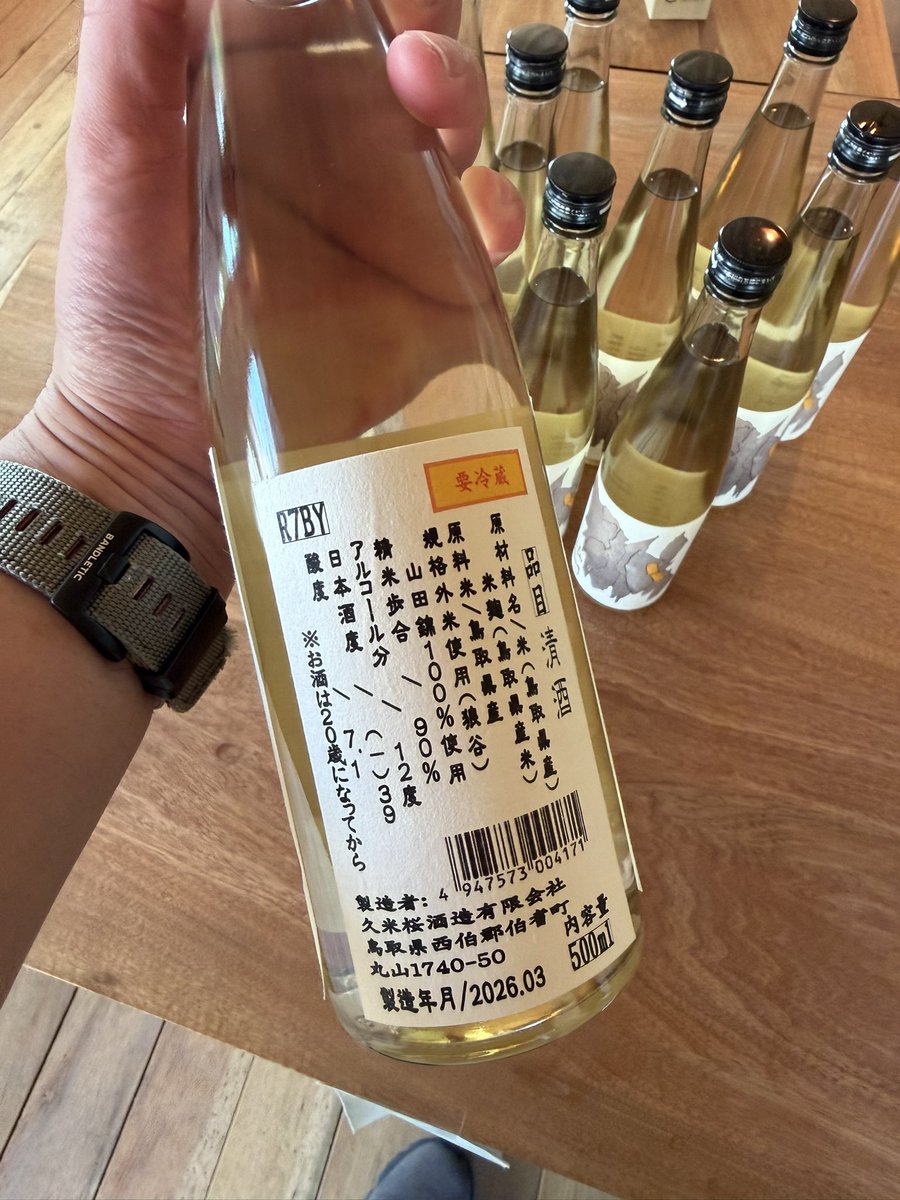 要冷蔵
R7BY
品目 清酒
原材料名/米(鳥取県産)
米麹(鳥取県産米)
原料米/鳥取県産
規格外米使用(狼谷)
山田錦100%使用
精米歩合 / 90%
アルコール分 / 12度
日本酒度 / (一)39
酸度 / 7.1
※お酒は20歳になってから
4 947573 004171
製造者:
久米桜酒造有限会社
鳥取県西伯郡伯耆町
丸山1740-50
内容量
500ml
製造年月/2026.03
BANDLETIC